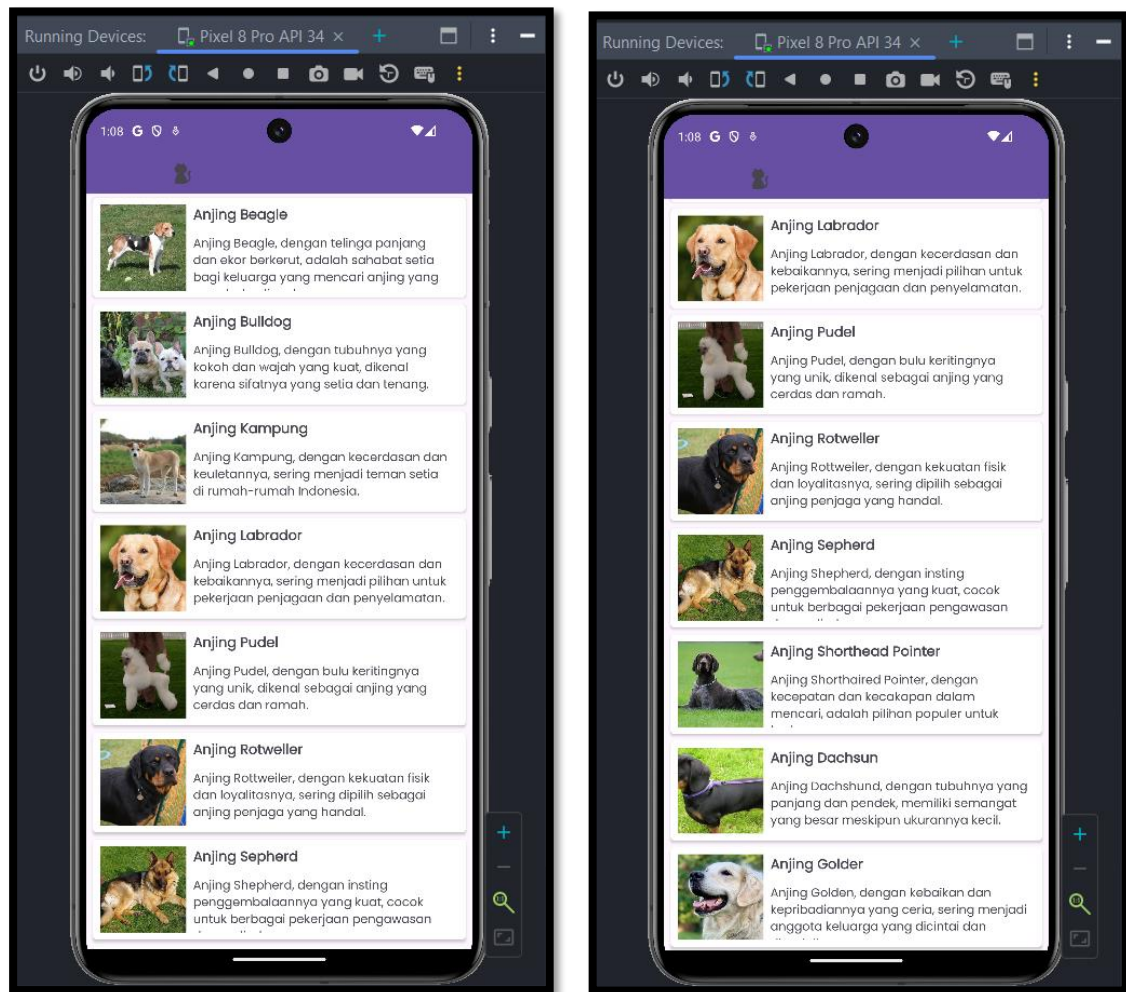 Running Devices: Pixel 8 Pro API 34
1:08 G
Anjing Beagle
Anjing Beagle, dengan telinga panjang
dan ekor berkerut, adalah sahabat setia
bagi keluarga yang mencari anjing yang
Anjing Bulldog
Anjing Bulldog, dengan tubuhnya yang
kokoh dan wajah yang kuat, dikenal
karena sifatnya yang setia dan tenang.
Anjing Kampung
Anjing Kampung, dengan kecerdasan dan
keuletannya, sering menjadi teman setia
di rumah-rumah Indonesia.
Anjing Labrador
Anjing Labrador, dengan kecerdasan dan
kebaikannya, sering menjadi pilihan untuk
pekerjaan penjagaan dan penyelamatan.
Anjing Pudel
Anjing Pudel, dengan bulu keritingnya
yang unik, dikenal sebagai anjing yang
cerdas dan ramah.
Anjing Rotweller
Anjing Rottweiler, dengan kekuatan fisik
dan loyalitasnya, sering dipilih sebagai
anjing penjaga yang handal.
Anjing Sepherd
Anjing Shepherd, dengan insting
penggembalaannya yang kuat, cocok
untuk berbagai pekerjaan pengawasan
Running Devices: Pixel 8 Pro API 34
1:08 G
Anjing Labrador
Anjing Labrador, dengan kecerdasan dan
kebaikannya, sering menjadi pilihan untuk
pekerjaan penjagaan dan penyelamatan.
Anjing Pudel
Anjing Pudel, dengan bulu keritingnya
yang unik, dikenal sebagai anjing yang
cerdas dan ramah.
Anjing Rotweller
Anjing Rottweiler, dengan kekuatan fisik
dan loyalitasnya, sering dipilih sebagai
anjing penjaga yang handal.
Anjing Sepherd
Anjing Shepherd, dengan insting
penggembalaannya yang kuat, cocok
untuk berbagai pekerjaan pengawasan
Anjing Shorthead Pointer
Anjing Shorthaired Pointer, dengan
kecepatan dan kecakapan dalam
mencari, adalah pilihan populer untuk
Anjing Dachsun
Anjing Dachshund, dengan tubuhnya yang
panjang dan pendek, memiliki semangat
yang besar meskipun ukurannya kecil.
Anjing Golder
Anjing Golden, dengan kebaikan dan
kepribadiannya yang ceria, sering menjadi
anggota keluarga yang dicintai dan